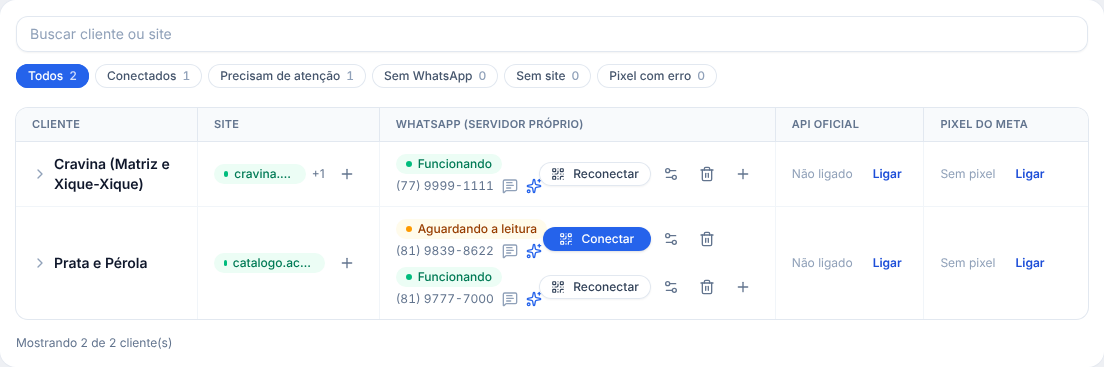 Buscar cliente ou site
Todos 2 Conectados 1 Precisam de atenção 1 Sem WhatsApp 0 Sem site 0 Pixel com erro 0
CLIENTE SITE WHATSAPP (SERVIDOR PRÓPRIO) API OFICIAL PIXEL DO META
Cravina (Matriz e
Xique-Xique)
cravina.... +1
Funcionando
(77) 9999-1111
Reconectar
Não ligado Ligar
Sem pixel Ligar
Prata e Pérola
catalogo.ac...
Aguardando a leitura
(81) 9839-8622
Conectar
Funcionando
(81) 9777-7000
Reconectar
Não ligado Ligar
Sem pixel Ligar
Mostrando 2 de 2 cliente(s)